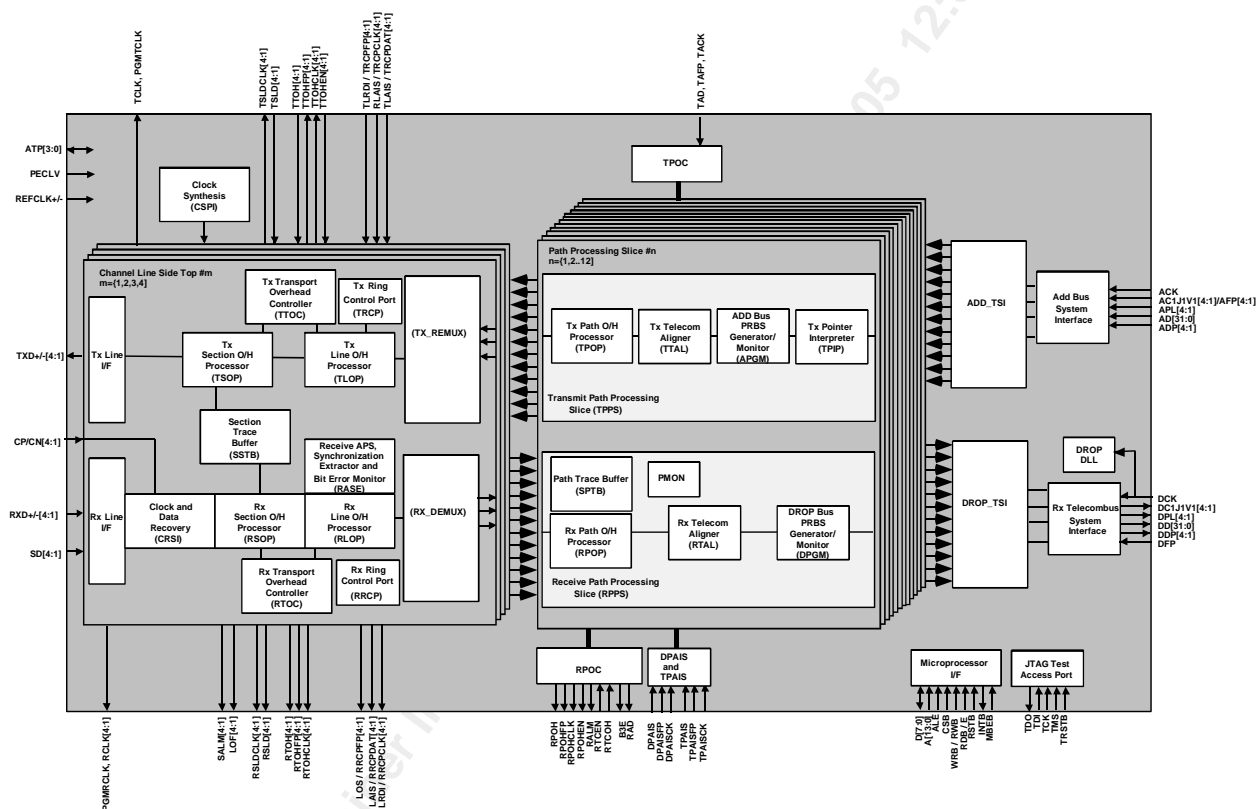 05 12:
TCLK, PGMTCLK
TSLDCLK[4:1]
TSLD[4:1]
TTOH[4:1]
TTOHFP[4:1]
TTOHCLK[4:1]
TTOHEN[4:1]
TLRDI / TRCPFP[4:1]
RLAIS / TRCPCLK[4:1]
TLAIS / TRCPDAT[4:1]
TAD, TAFP, TACK
ATP[3:0]
PECLV
REFCLK+/-
Clock
Synthesis
(CSPI)
TPOC
Channel Line Side Top #m
m={1,2,3,4]
Tx Transport
Overhead
Controller
(TTOC)
Tx Ring
Control Port
(TRCP)
(TX_REMUX)
Tx Line
I/F
Tx
Section O/H
Processor
(TSOP)
Tx
Line O/H
Processor
(TLOP)
TXD+/-[4:1]
Section
Trace
Buffer
(SSTB)
CP/CN[4:1]
Receive APS,
Synchronization
Extractor and
Bit Error Monitor
(RASE)
(RX_DEMUX)
Rx Line
I/F
Clock and
Data
Recovery
(CRSI)
Rx
Section O/H
Processor
(RSOP)
Rx
Line O/H
Processor
(RLOP)
RXD+/-[4:1]
SD[4:1]
Rx Transport
Overhead
Controller
(RTOC)
Rx Ring
Control Port
(RRCP)
Path Processing Slice #n
n={1,2..12]
Tx Path O/H
Processor
(TPOP)
Tx Telecom
Aligner
(TTAL)
ADD Bus
PRBS
Generator/
Monitor
(APGM)
Tx Pointer
Interpreter
(TPIP)
Transmit Path Processing
Slice (TPPS)
Path Trace Buffer
(SPTB)
PMON
Rx Path O/H
Processor
(RPOP)
Rx Telecom
Aligner
(RTAL)
DROP Bus
PRBS
Generator/
Monitor
(DPGM)
Receive Path Processing
Slice (RPPS)
ADD_TSI
Add Bus
System
Interface
ACK
AC1J1V1[4:1]/AFP[4:1]
APL[4:1]
AD[31:0]
ADP[4:1]
DROP
DLL
DROP_TSI
Rx Telecombus
System
Interface
DCK
DC1J1V1[4:1]
DPL[4:1]
DD[31:0]
DDP[4:1]
DFP
RPOC
DPAIS
and
TPAIS
Microprocessor
I/F
JTAG Test
Access Port
PGMRCLK, RCLK[4:1]
SALM[4:1]
LOF[4:1]
RSLDCLK[4:1]
RSLD[4:1]
RTOH[4:1]
RTOHFP[4:1]
RTOHCLK[4:1]
LOS / RRCPFP[4:1]
LAIS / RRCPDAT[4:1]
LRDI / RRCPCLK[4:1]
RPOH
RPOHFP
RPOHCLK
RPOHEN
RALM
RTCEN
RTCOH
B3E
RAD
DPAIS
DPAISFP
DPAISCK
TPAIS
TPAISFP
TPAISCK
D[7:0]
A[13:0]
ALE
CSB
WRB / RWB
RDB / E
RSTB
INTB
MBEB
TDO
TDI
TCK
TMS
TRSTB